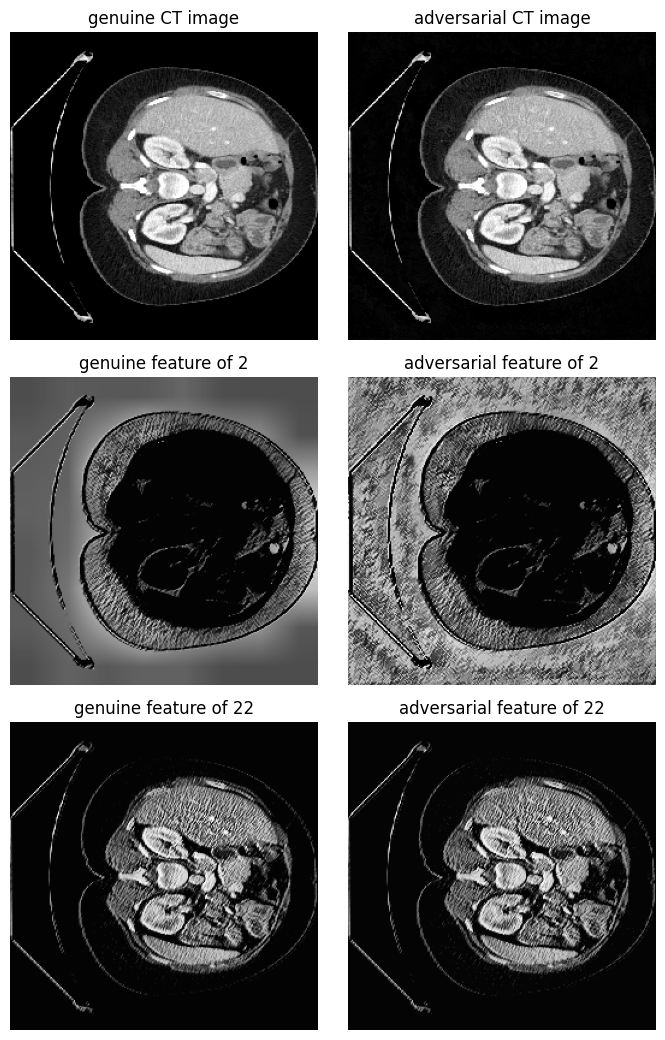 genuine CT image
adversarial CT image
genuine feature of 2
adversarial feature of 2
genuine feature of 22
adversarial feature of 22